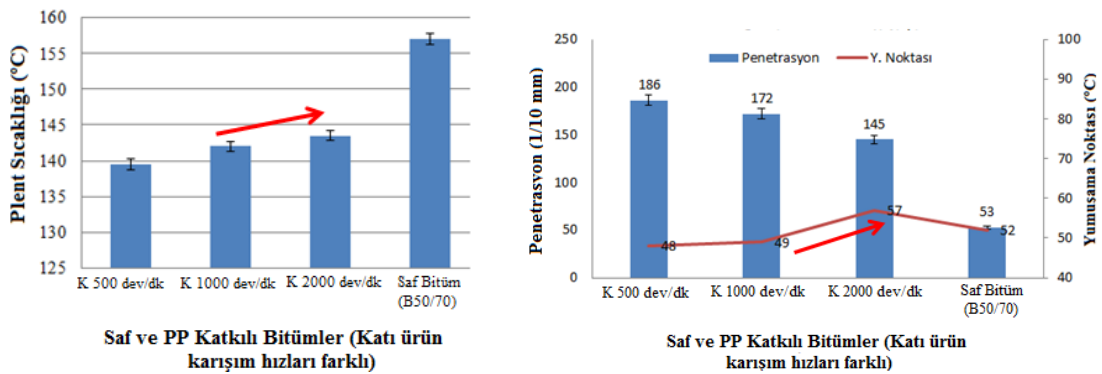 Plent Sıcaklığı (°C)
160
155
150
145
140
135
130
125
K 500 dev/dk
K 1000 dev/dk
K 2000 dev/dk
Saf Bitüm
(B50/70)
Saf ve PP Katkılı Bitümler (Katı ürün
karışım hızları farklı)
Penetrasyon (1/10 mm)
250
200
150
100
50
0
Penetrasyon
Y. Noktası
186
172
145
53
48
49
57
52
100
90
80
70
60
50
40
Yumusama Noktası (°C)
K 500 dev/dk
K 1000 dev/dk
K 2000 dev/dk
Saf Bitüm
(B50/70)
Saf ve PP Katkılı Bitümler (Katı ürün
karışım hızları farklı)